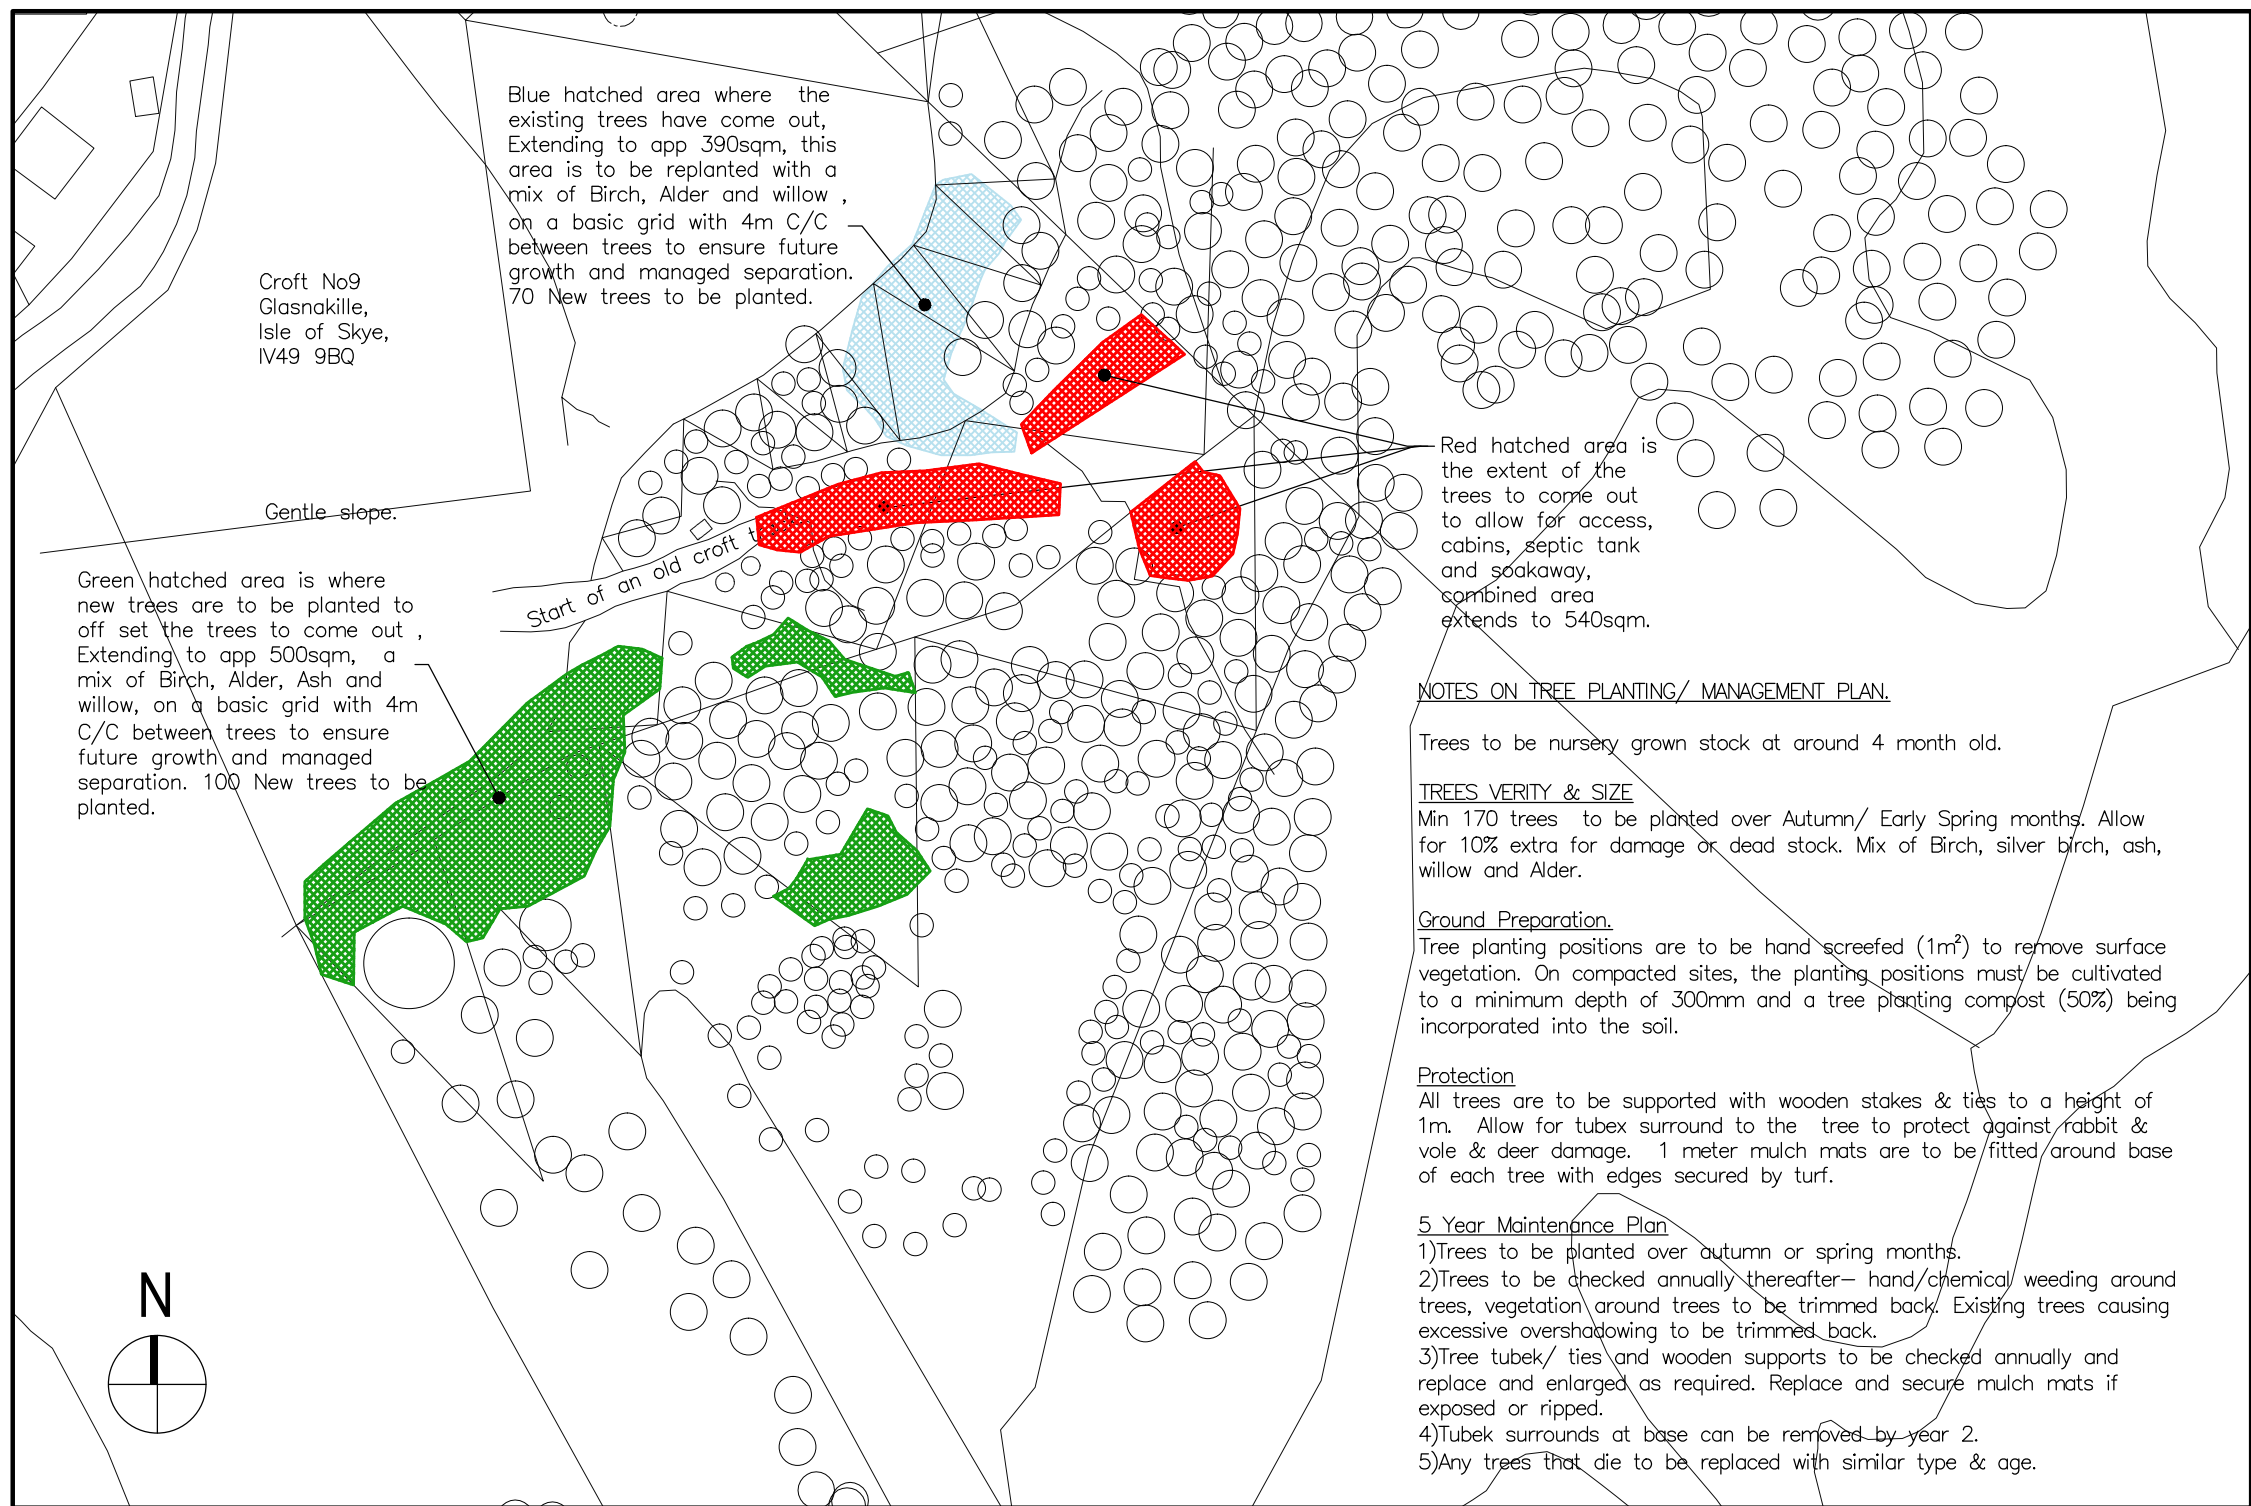 Blue hatched area where the
existing trees have come out,
Extending to app 390sqm, this
area is to be replanted with a
mix of Birch, Alder and willow ,
on a basic grid with 4m C/C
between trees to ensure future
growth and managed separation.
70 New trees to be planted.
Croft No9
Glasnakille,
Isle of Skye,
IV49 9BQ
Gentle slope.
Start of an old croft
Green hatched area is where
new trees are to be planted to
off set the trees to come out ,
Extending to app 500sqm, a
mix of Birch, Alder, Ash and
willow, on a basic grid with 4m
C/C between trees to ensure
future growth and managed
separation. 100 New trees to be
planted.
Red hatched area is
the extent of the
trees to come out
to allow for access,
cabins, septic tank
and soakaway,
combined area
extends to 540sqm.
NOTES ON TREE PLANTING/ MANAGEMENT PLAN.
Trees to be nursery grown stock at around 4 month old.
TREES VERITY & SIZE
Min 170 trees to be planted over Autumn/ Early Spring months. Allow
for 10% extra for damage or dead stock. Mix of Birch, silver birch, ash,
willow and Alder.
Ground Preparation.
Tree planting positions are to be hand screefed (1m²) to remove surface
vegetation. On compacted sites, the planting positions must be cultivated
to a minimum depth of 300mm and a tree planting compost (50%) being
incorporated into the soil.
Protection
All trees are to be supported with wooden stakes & ties to a height of
1m. Allow for tubex surround to the tree to protect against rabbit &
vole & deer damage. 1 meter mulch mats are to be fitted around base
of each tree with edges secured by turf.
5 Year Maintenance Plan
1)Trees to be planted over autumn or spring months.
2)Trees to be checked annually thereafter– hand/chemical weeding around
trees, vegetation around trees to be trimmed back. Existing trees causing
excessive overshadowing to be trimmed back.
3)Tree tubek/ ties and wooden supports to be checked annually and
replace and enlarged as required. Replace and secure mulch mats if
exposed or ripped.
4)Tubek surrounds at base can be removed by year 2.
5)Any trees that die to be replaced with similar type & age.
N